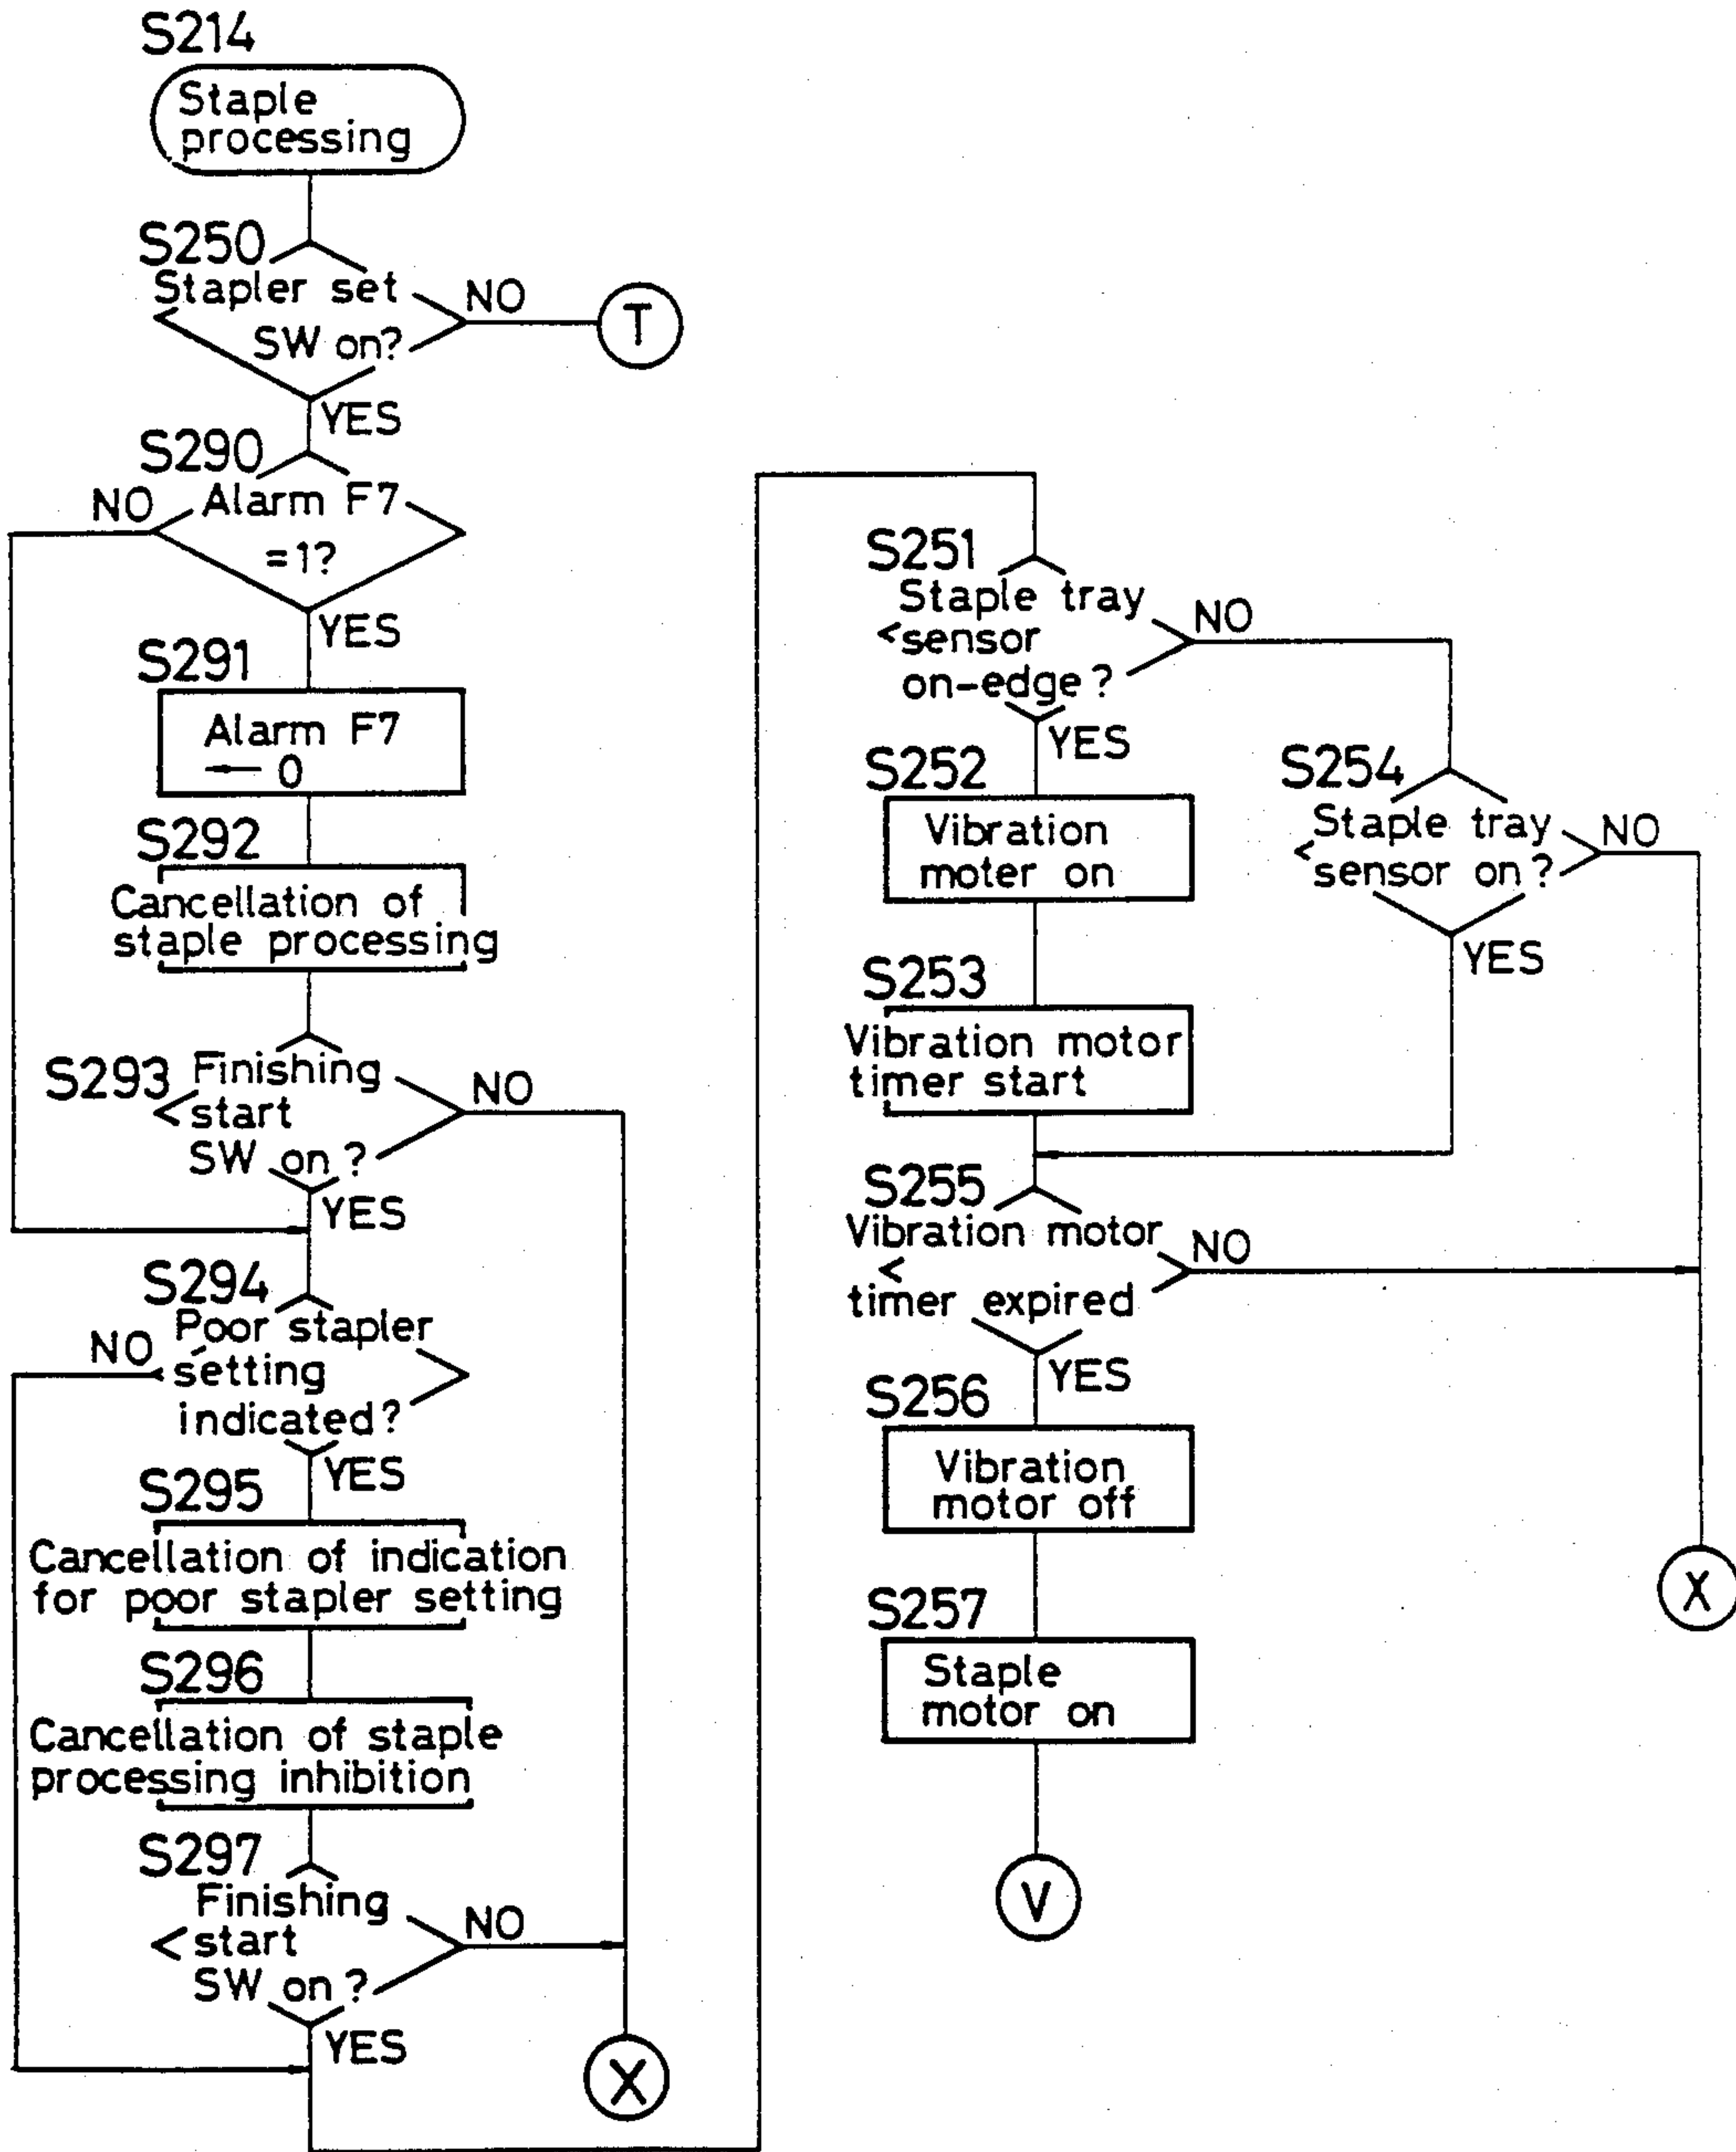 S214
Staple
processing
S250
Stapler set
SW on?
NO
T
YES
S290
NO
Alarm F7
=1?
YES
S291
Alarm F7
← 0
S292
Cancellation of
staple processing
S293
Finishing
start
SW on?
NO
YES
S294
NO
Poor stapler
setting
indicated?
YES
S295
Cancellation of indication
for poor stapler setting
S296
Cancellation of staple
processing inhibition
S297
Finishing
start
SW on?
NO
YES
X
S251
Staple tray
sensor
on-edge?
NO
YES
S252
Vibration
moter on
S253
Vibration motor
timer start
S254
Staple tray
sensor on?
NO
YES
S255
Vibration motor
timer expired
NO
YES
S256
Vibration
motor off
X
S257
Staple
motor on
V